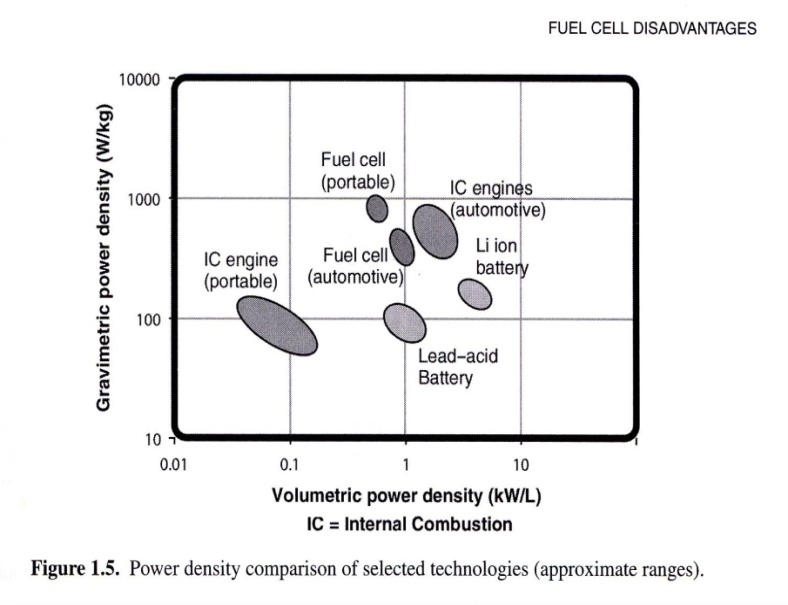 FUEL CELL DISADVANTAGES
10000
Gravimetric power density (W/kg)
Fuel cell
(portable)
1000
IC engines
(automotive)
IC engine
(portable)
Fuel cell
(automotive)
Li ion
battery
100
Lead–acid
Battery
10
0.01
0.1
1
10
Volumetric power density (kW/L)
IC = Internal Combustion
Figure 1.5. Power density comparison of selected technologies (approximate ranges).